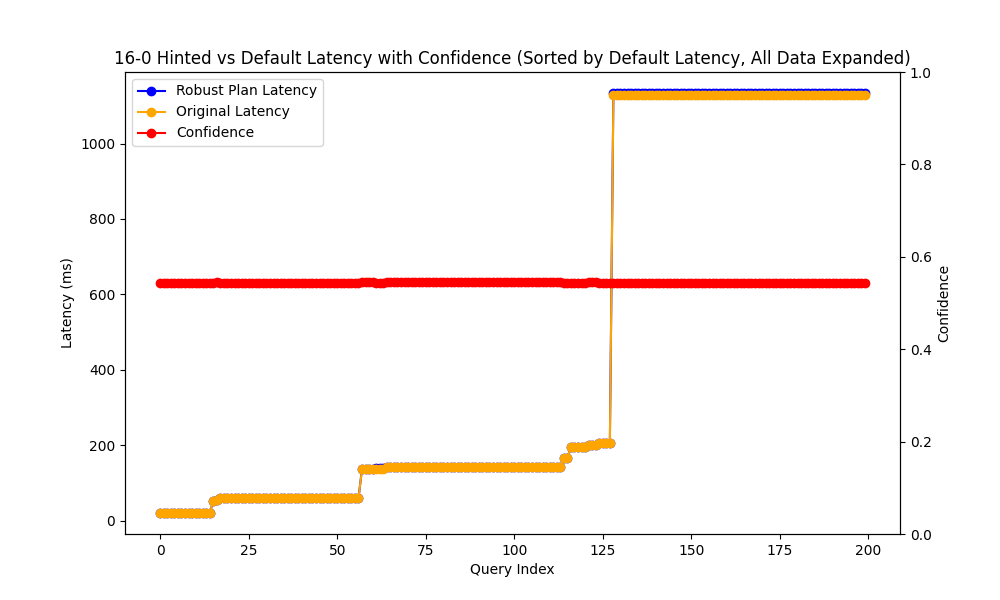 16-0 Hinted vs Default Latency with Confidence (Sorted by Default Latency, All Data Expanded)
Robust Plan Latency
Original Latency
Confidence
Latency (ms)
1000
800
600
400
200
0
1.0
0.8
0.6
0.4
0.2
0.0
Confidence
0 25 50 75 100 125 150 175 200
Query Index